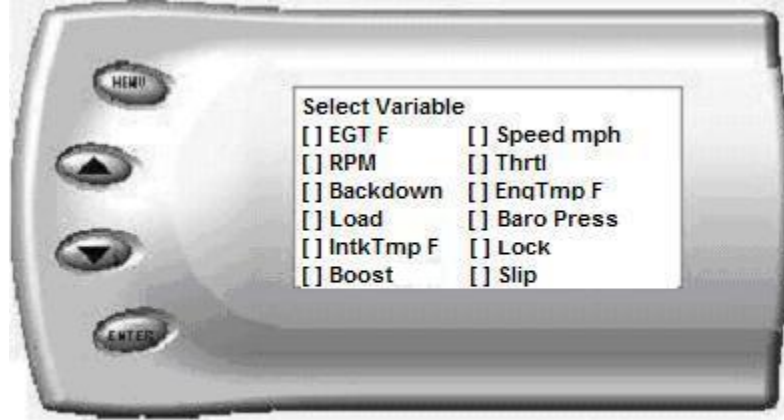 MENU
Select Variable
[ ] EGT F [ ] Speed mph
[ ] RPM [ ] Thrtl
[ ] Backdown [ ] EngTmp F
[ ] Load [ ] Baro Press
[ ] IntkTmp F [ ] Lock
[ ] Boost [ ] Slip
ENTER